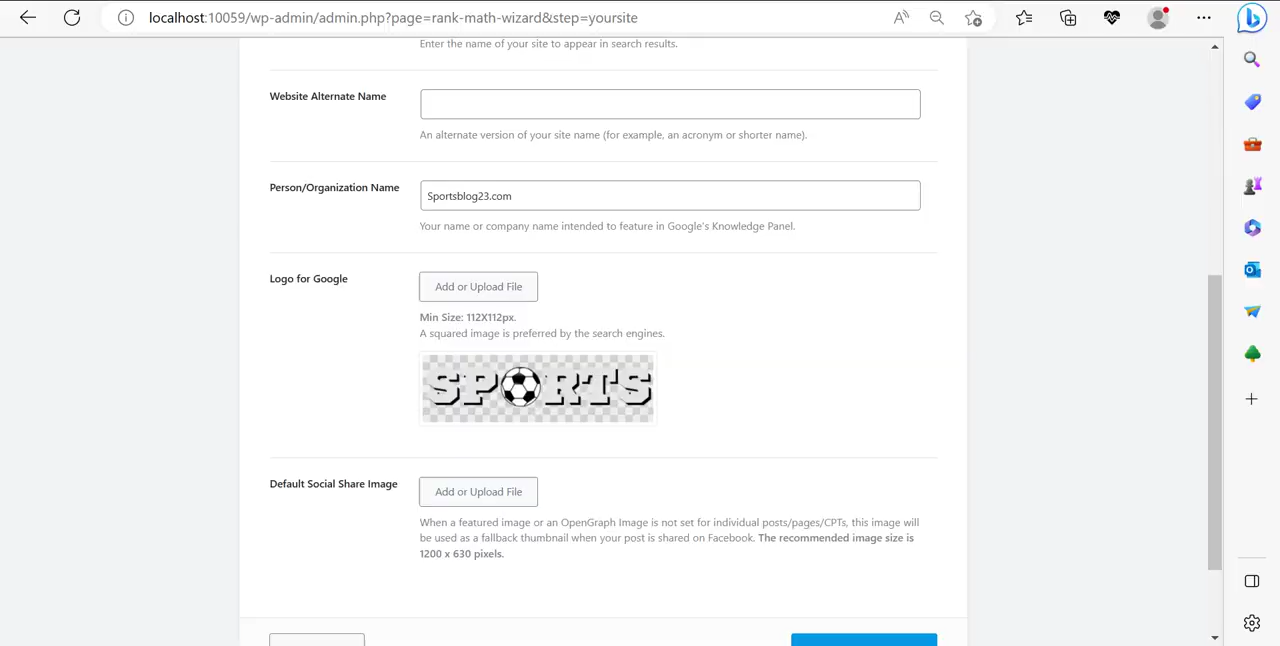 localhost:10059/wp-admin/admin.php?page=rank-math-wizard&step=yoursite
Enter the name of your site to appear in search results.
Website Alternate Name
An alternate version of your site name (for example, an acronym or shorter name).
Person/Organization Name
Sportsblog23.com
Your name or company name intended to feature in Google's Knowledge Panel.
Logo for Google
Add or Upload File
Min Size: 112X112px.
A squared image is preferred by the search engines.
SPORTS
Default Social Share Image
Add or Upload File
When a featured image or an OpenGraph Image is not set for individual posts/pages/CPTs, this image will
be used as a fallback thumbnail when your post is shared on Facebook. The recommended image size is
1200 x 630 pixels.